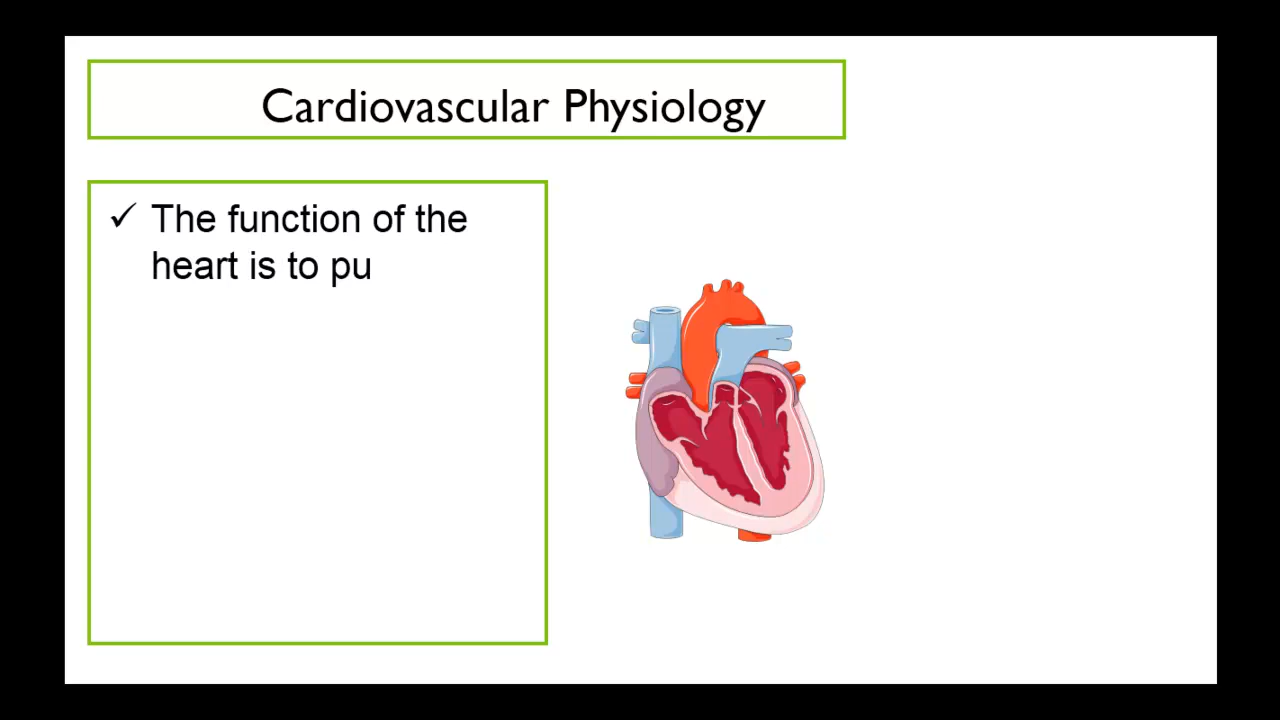 Cardiovascular Physiology
✓ The function of the
heart is to pu